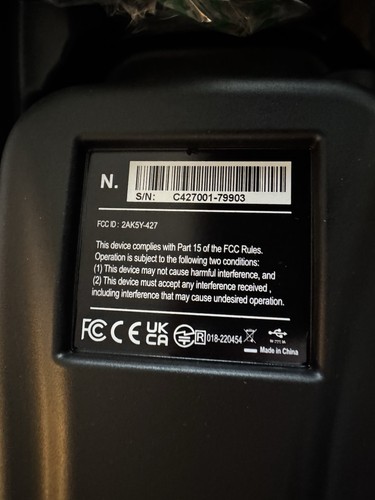 N.
S/N: C427001-79903
FCC ID : 2AK5Y-427
This device complies with Part 15 of the FCC Rules.
Operation is subject to the following two conditions:
(1) This device may not cause harmful interference, and
(2) This device must accept any interference received ,
including interference that may cause undesired operation.
FC CE UK CA R 018-220454
Made in China